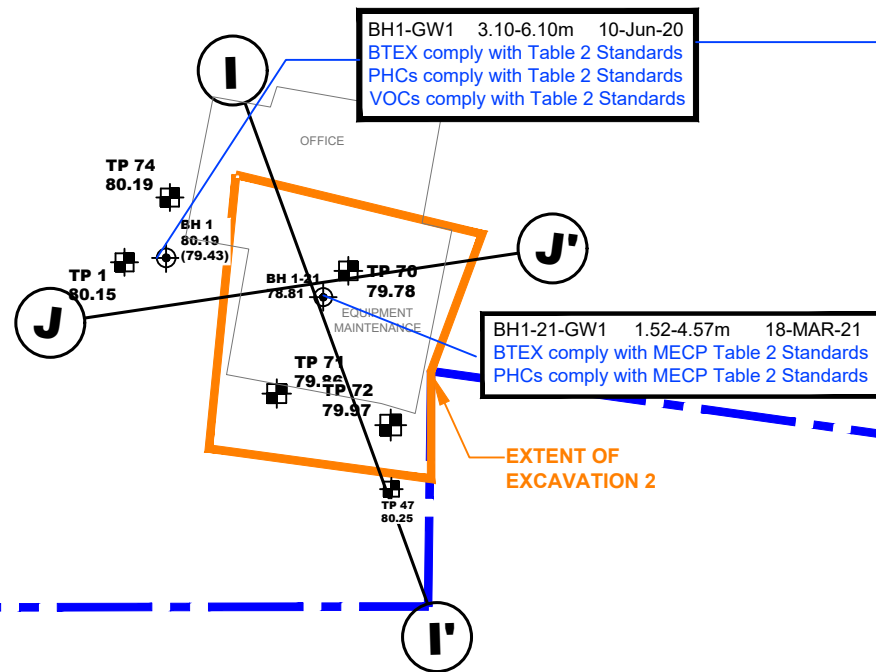 BH1-GW1 3.10-6.10m 10-Jun-20
BTEX comply with Table 2 Standards
PHCs comply with Table 2 Standards
VOCs comply with Table 2 Standards
I
OFFICE
TP 74
80.19
BH 1
80.19
(79.43)
TP 1
80.15
J'
TP 70
79.78
BH 1-21
78.81
J
EQUIPMENT
MAINTENANCE
BH1-21-GW1 1.52-4.57m 18-MAR-21
BTEX comply with MECP Table 2 Standards
PHCs comply with MECP Table 2 Standards
TP 71
79.86
TP 72
79.97
EXTENT OF
EXCAVATION 2
TP 47
80.25
I'